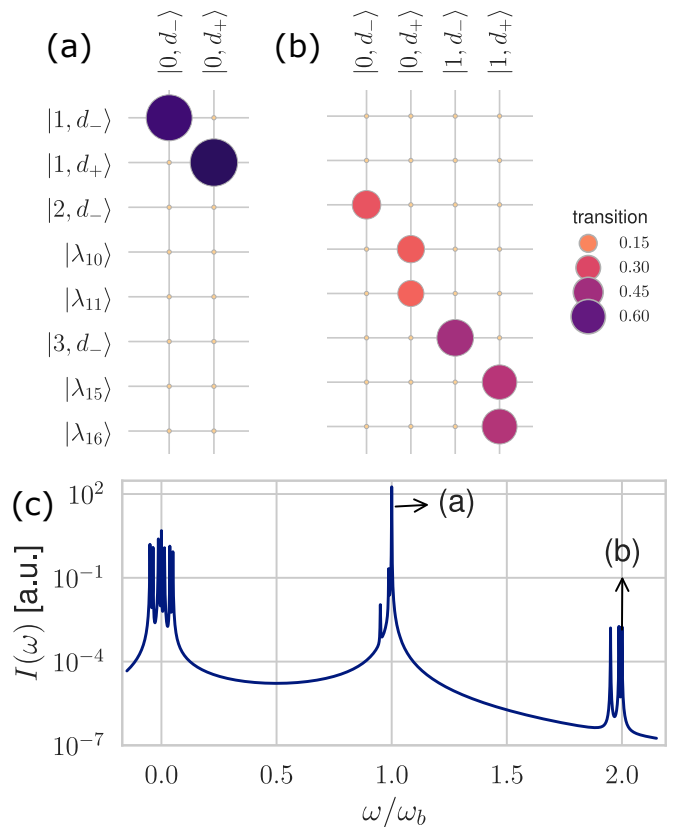 (a)
|0, d₋⟩
|0, d₊⟩
(b)
|0, d₋⟩
|0, d₊⟩
|1, d₋⟩
|1, d₊⟩
|1, d₋⟩
|1, d₊⟩
|2, d₋⟩
|λ₁₀⟩
|λ₁₁⟩
|3, d₋⟩
|λ₁₅⟩
|λ₁₆⟩
transition
0.15
0.30
0.45
0.60
(c)
10²
10⁻¹
10⁻⁴
10⁻⁷
I(ω) [a.u.]
(a)
(b)
0.0
0.5
1.0
1.5
2.0
ω/ω_b